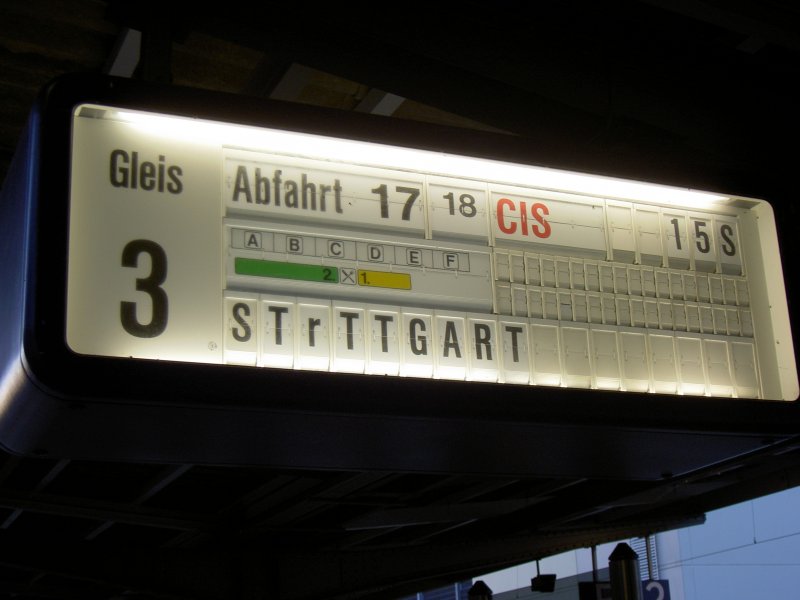 Gleis
3
Abfahrt 17 18 CIS 15S
A B C D E F
2. 1.
STrTTGART
2